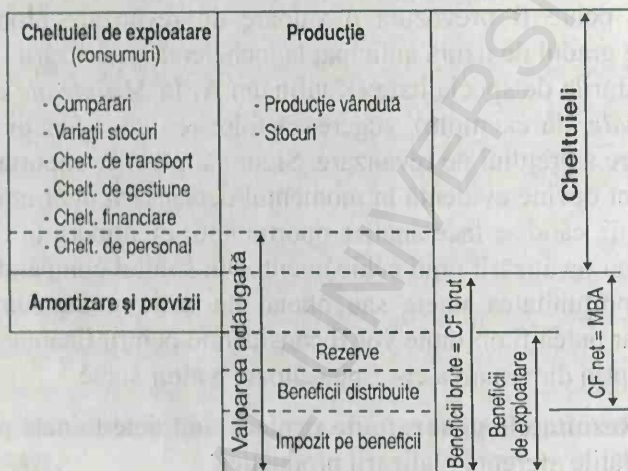 Cheltuieli de exploatare
(consumuri)
- Cumpărări
- Variații stocuri
- Chelt. de transport
- Chelt. de gestiune
- Chelt. financiare
- Chelt. de personal
Amortizare și provizii
Producție
- Producție vândută
- Stocuri
Rezerve
Beneficii distribuite
Impozit pe beneficii
Valoarea adăugată
Beneficii brute = CF brut
Beneficii
de exploatare
CF net = MBA
Cheltuieli